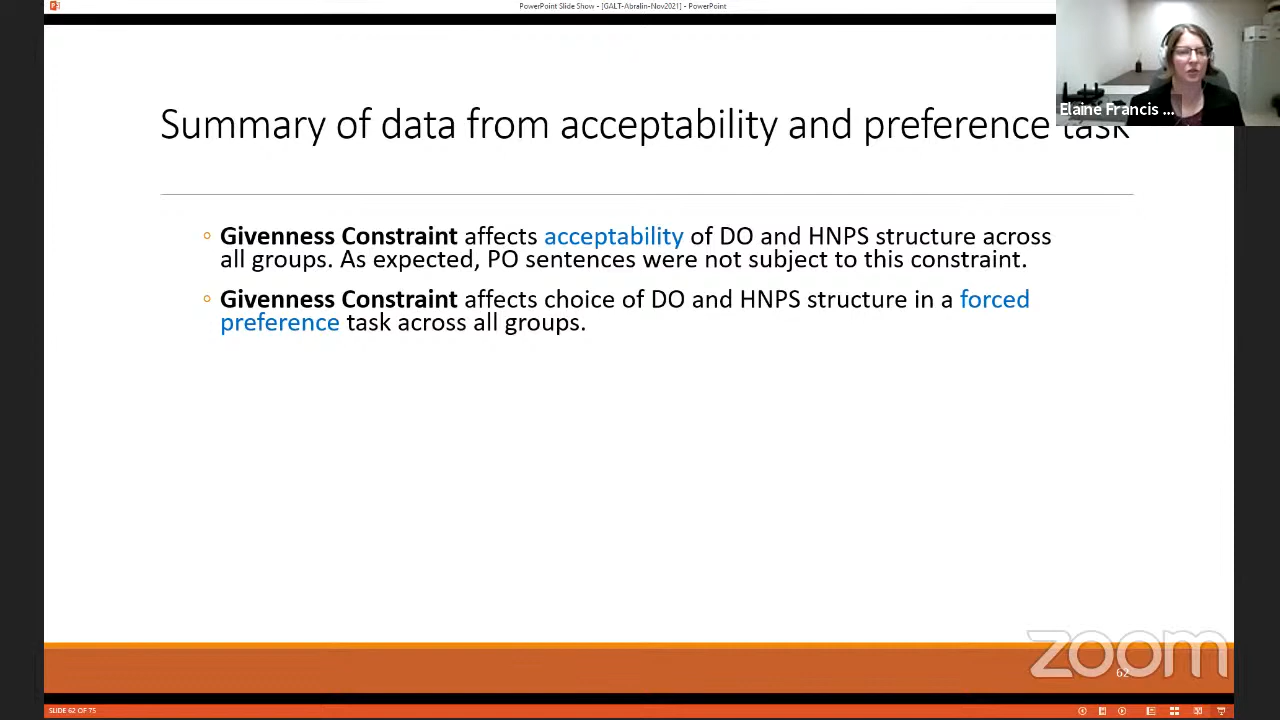 PowerPoint Slide Show - [GALT-Abralin-Nov2021] - PowerPoint
Elaine Francis ...
Summary of data from acceptability and preference task
◦ Givenness Constraint affects acceptability of DO and HNPS structure across
all groups. As expected, PO sentences were not subject to this constraint.
◦ Givenness Constraint affects choice of DO and HNPS structure in a forced
preference task across all groups.
zoom
62
SLIDE 62 OF 75